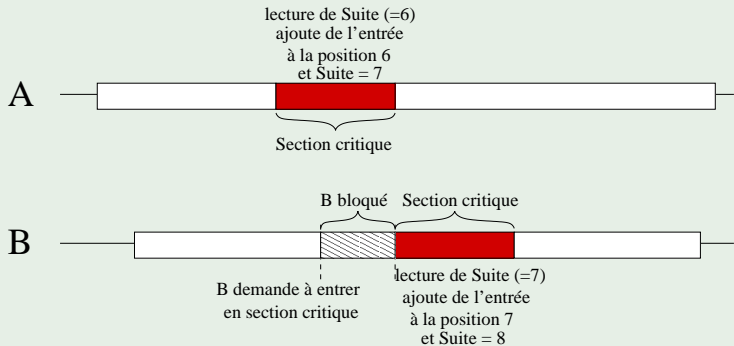 lecture de Suite (=6)
ajoute de l'entrée
à la position 6
et Suite = 7
A
Section critique
B bloqué
Section critique
B
B demande à entrer
en section critique
lecture de Suite (=7)
ajoute de l'entrée
à la position 7
et Suite = 8